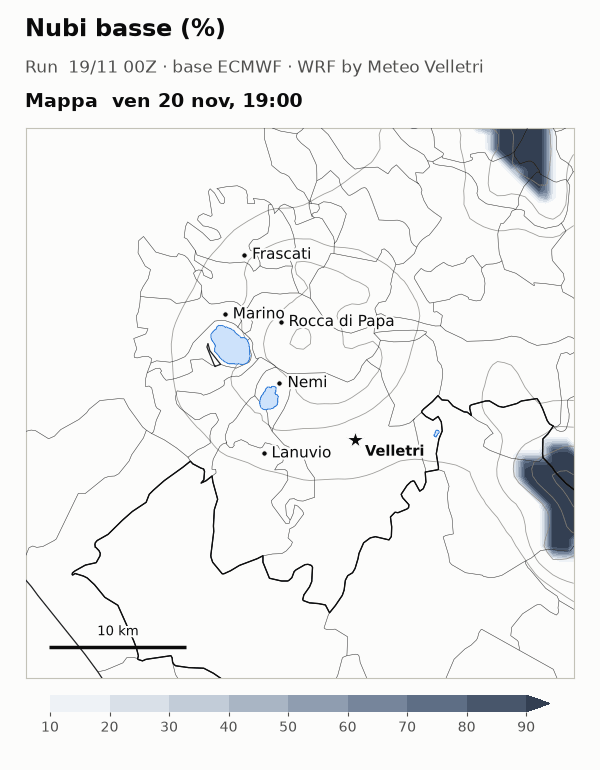 Nubi basse (%)
Run  19/11 00Z · base ECMWF · WRF by Meteo Velletri
Mappa  ven 20 nov, 19:00
Frascati
Marino
Rocca di Papa
Nemi
Velletri
Lanuvio
10 km
10 20 30 40 50 60 70 80 90